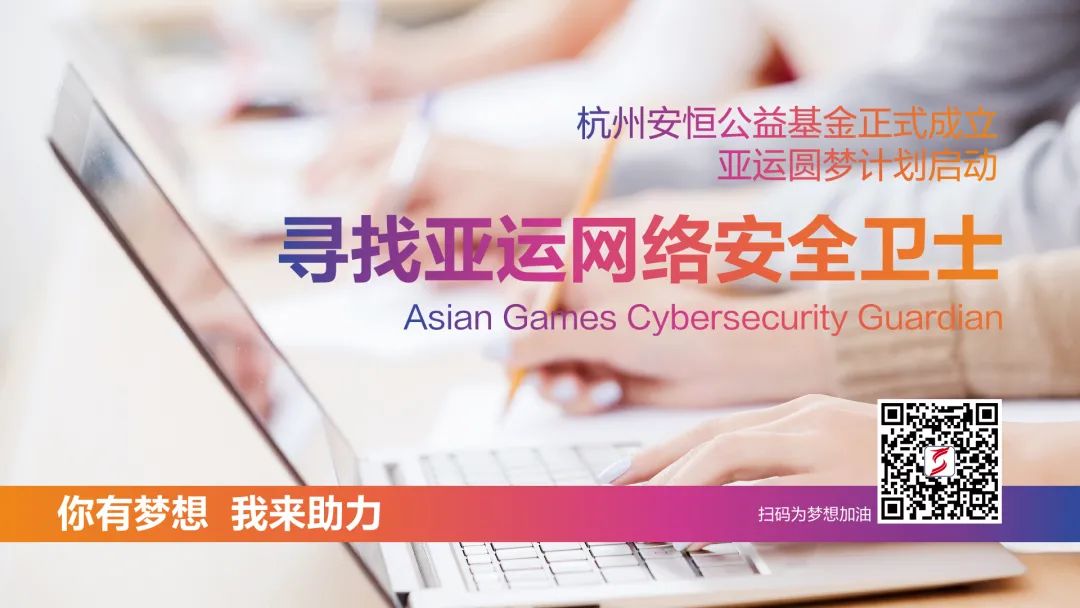 杭州安恒公益基金正式成立
亚运圆梦计划启动
寻找亚运网络安全卫士
Asian Games Cybersecurity Guardian
你有梦想 我来助力
扫码为梦想加油